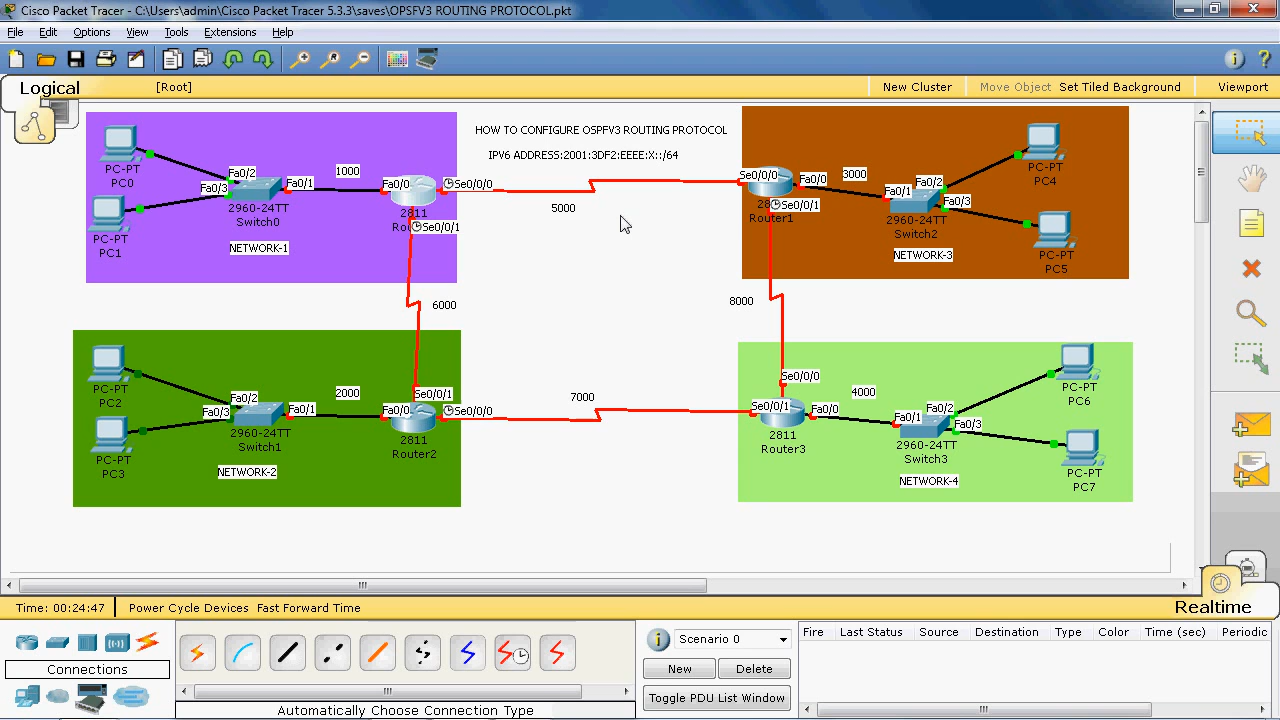 Cisco Packet Tracer - C:\Users\admin\Cisco Packet Tracer 5.3.3\saves\OPSFV3 ROUTING PROTOCOL.pkt
File Edit Options View Tools Extensions Help
Logical
[Root]
New Cluster
Move Object
Set Tiled Background
Viewport
HOW TO CONFIGURE OSPFV3 ROUTING PROTOCOL
IPV6 ADDRESS:2001:3DF2:EEEE:X::/64
PC-PT
PC0
PC-PT
PC1
Fa0/2
Fa0/3
Fa0/1
2960-24TT
Switch0
NETWORK-1
Fa0/0
Se0/0/0
2811
Se0/0/1
5000
6000
Se0/0/0
Fa0/0
Se0/0/1
Router1
3000
Fa0/1
Fa0/2
Fa0/3
2960-24TT
Switch2
NETWORK-3
PC-PT
PC4
PC-PT
PC5
8000
PC-PT
PC2
PC-PT
PC3
Fa0/2
Fa0/3
Fa0/1
2960-24TT
Switch1
NETWORK-2
2000
Fa0/0
Se0/0/1
Se0/0/0
2811
Router2
7000
Se0/0/0
Se0/0/1
Fa0/0
2811
Router3
4000
Fa0/1
Fa0/2
Fa0/3
2960-24TT
Switch3
NETWORK-4
PC-PT
PC6
PC-PT
PC7
Time: 00:24:47
Power Cycle Devices Fast Forward Time
Realtime
Connections
Automatically Choose Connection Type
Scenario 0
New
Delete
Toggle PDU List Window
Fire Last Status Source Destination Type Color Time (sec) Periodic